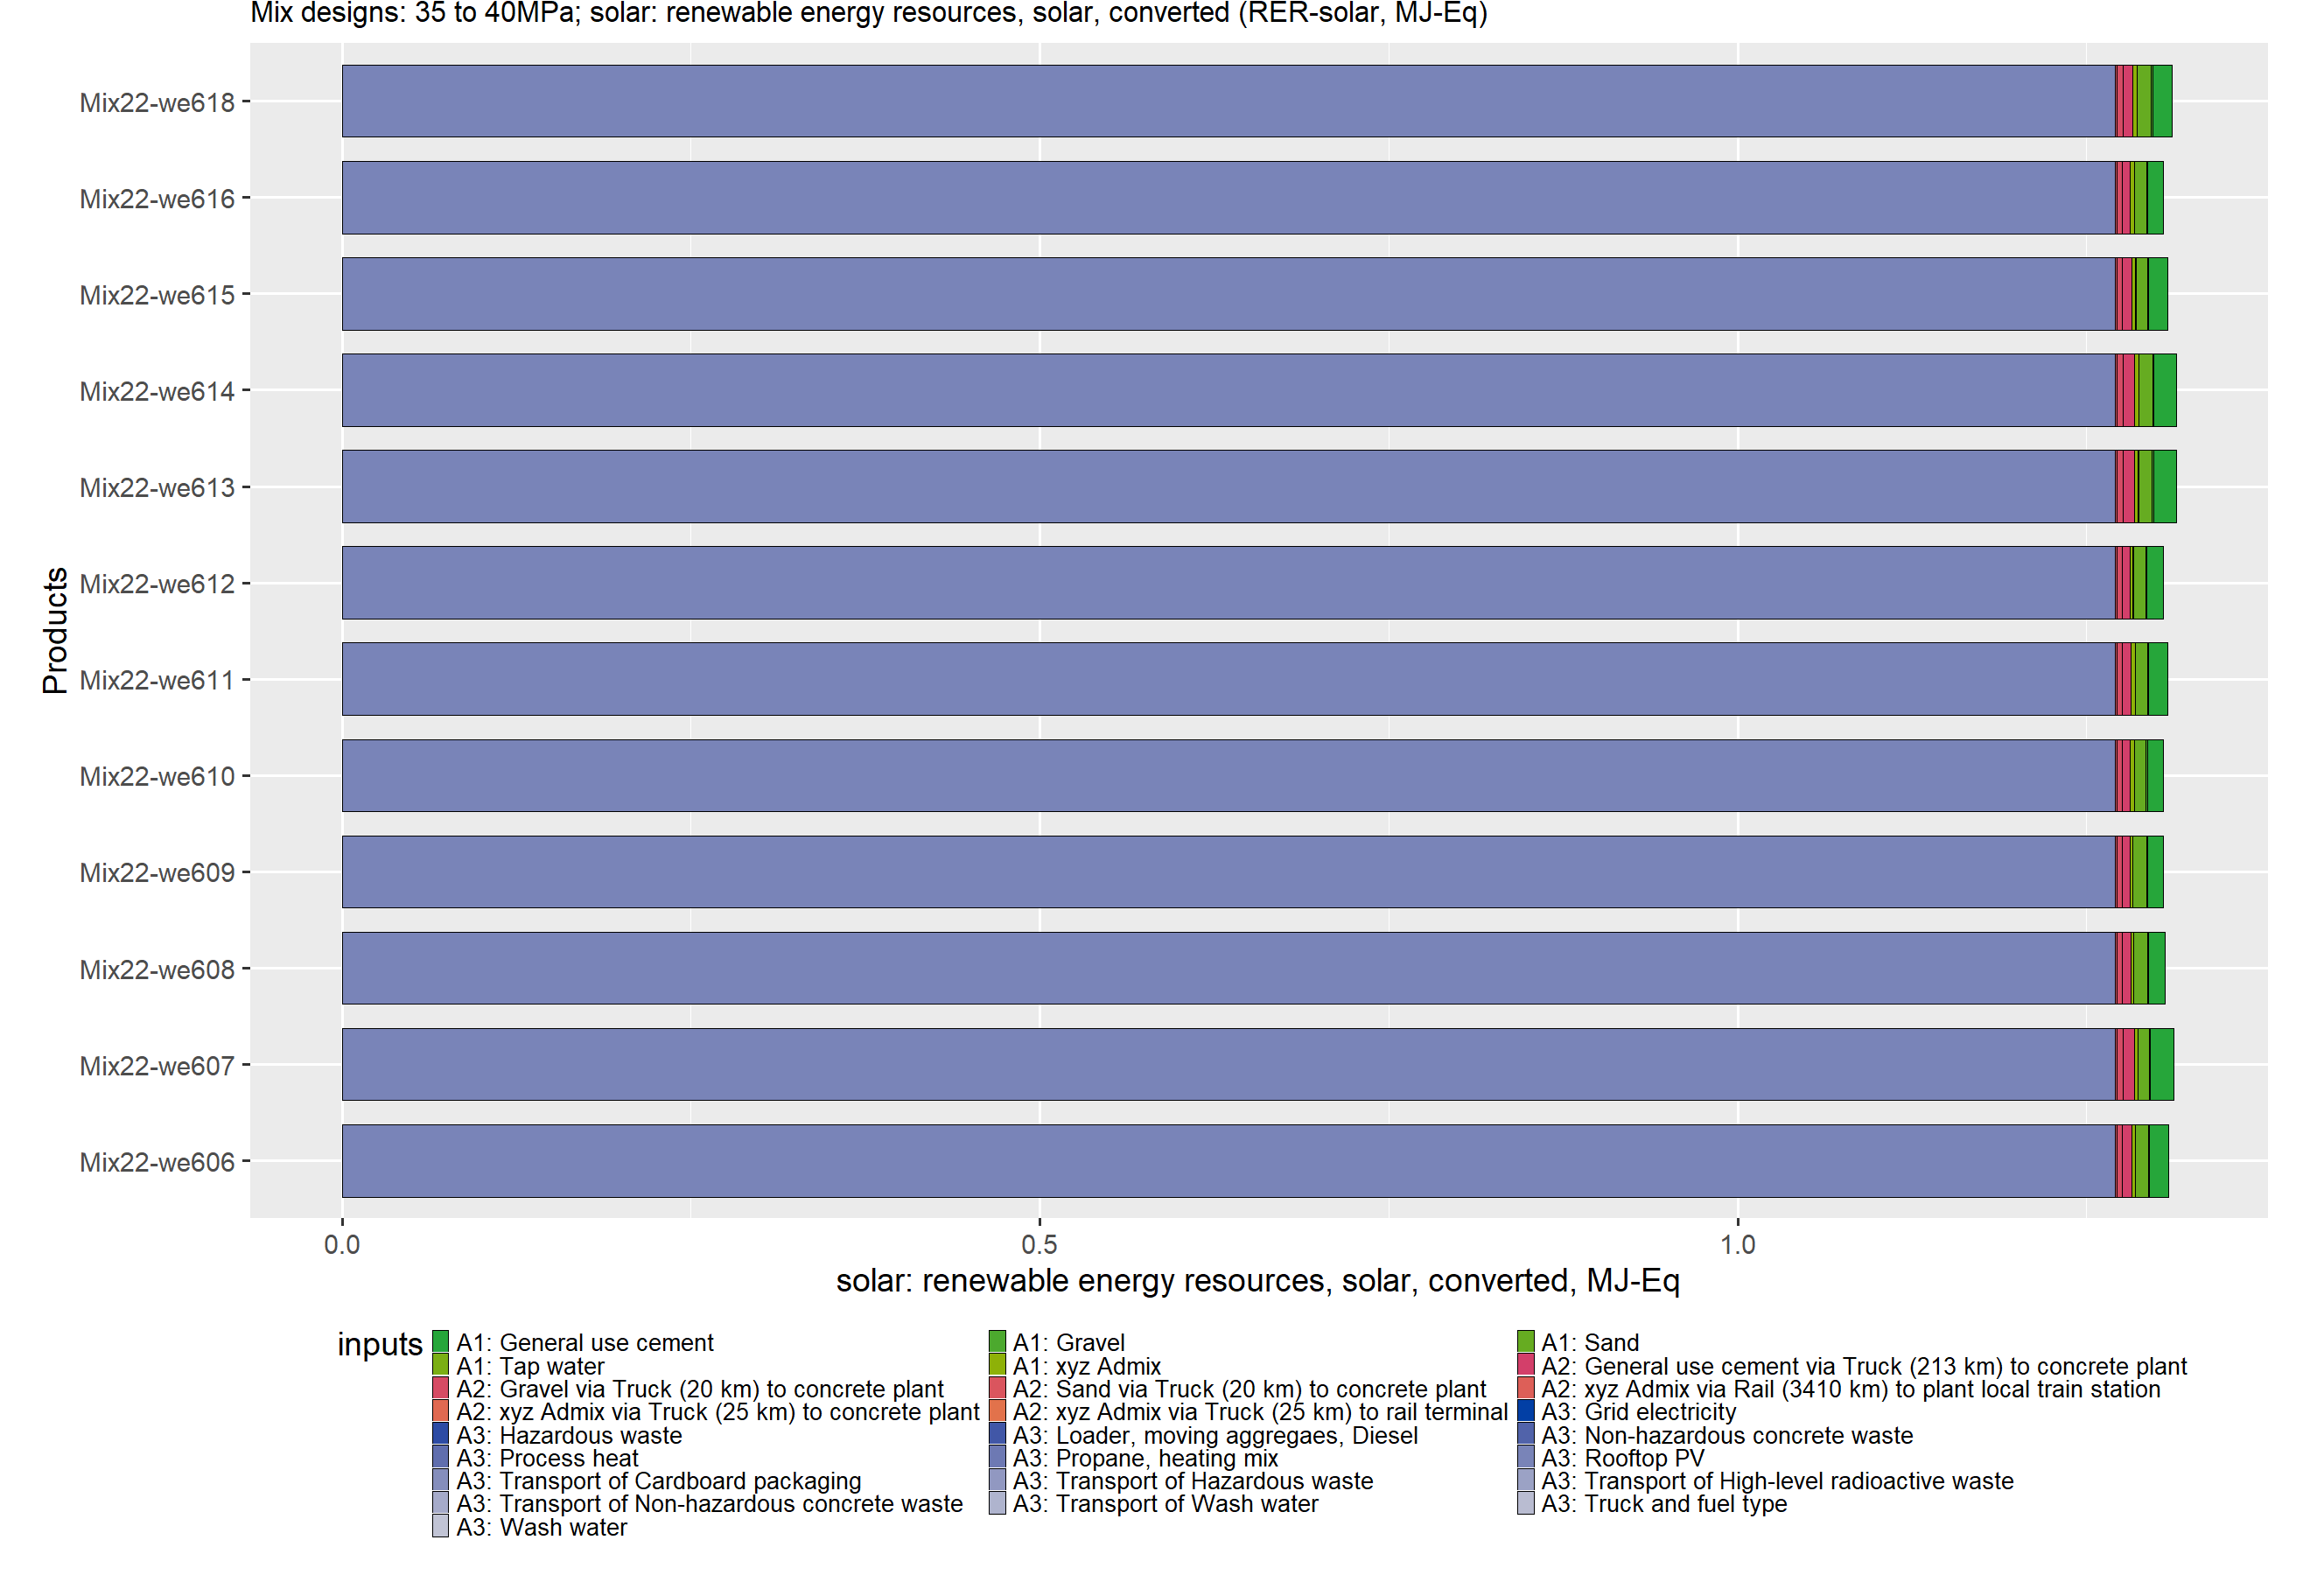 Mix designs: 35 to 40MPa; solar: renewable energy resources, solar, converted (RER-solar, MJ-Eq)
Mix22-we618
Mix22-we616
Mix22-we615
Mix22-we614
Mix22-we613
Mix22-we612
Mix22-we611
Mix22-we610
Mix22-we609
Mix22-we608
Mix22-we607
Mix22-we606
Products
0.0 0.5 1.0
solar: renewable energy resources, solar, converted, MJ-Eq
inputs
A1: General use cement A1: Gravel A1: Sand
A1: Tap water A1: xyz Admix A2: General use cement via Truck (213 km) to concrete plant
A2: Gravel via Truck (20 km) to concrete plant A2: Sand via Truck (20 km) to concrete plant A2: xyz Admix via Rail (3410 km) to plant local train station
A2: xyz Admix via Truck (25 km) to concrete plant A2: xyz Admix via Truck (25 km) to rail terminal A3: Grid electricity
A3: Hazardous waste A3: Loader, moving aggregaes, Diesel A3: Non-hazardous concrete waste
A3: Process heat A3: Propane, heating mix A3: Rooftop PV
A3: Transport of Cardboard packaging A3: Transport of Hazardous waste A3: Transport of High-level radioactive waste
A3: Transport of Non-hazardous concrete waste A3: Transport of Wash water A3: Truck and fuel type
A3: Wash water